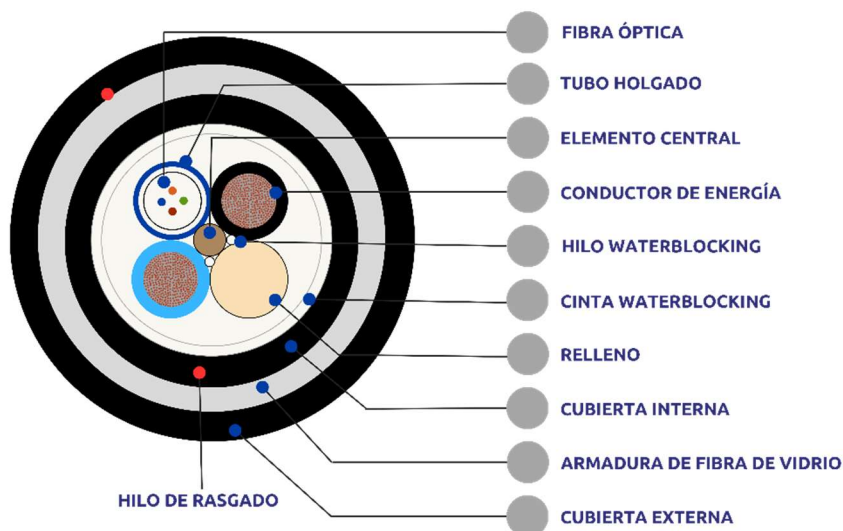 FIBRA ÓPTICA
TUBO HOLGADO
ELEMENTO CENTRAL
CONDUCTOR DE ENERGÍA
HILO WATERBLOCKING
CINTA WATERBLOCKING
RELLENO
CUBIERTA INTERNA
ARMADURA DE FIBRA DE VIDRIO
HILO DE RASGADO
CUBIERTA EXTERNA